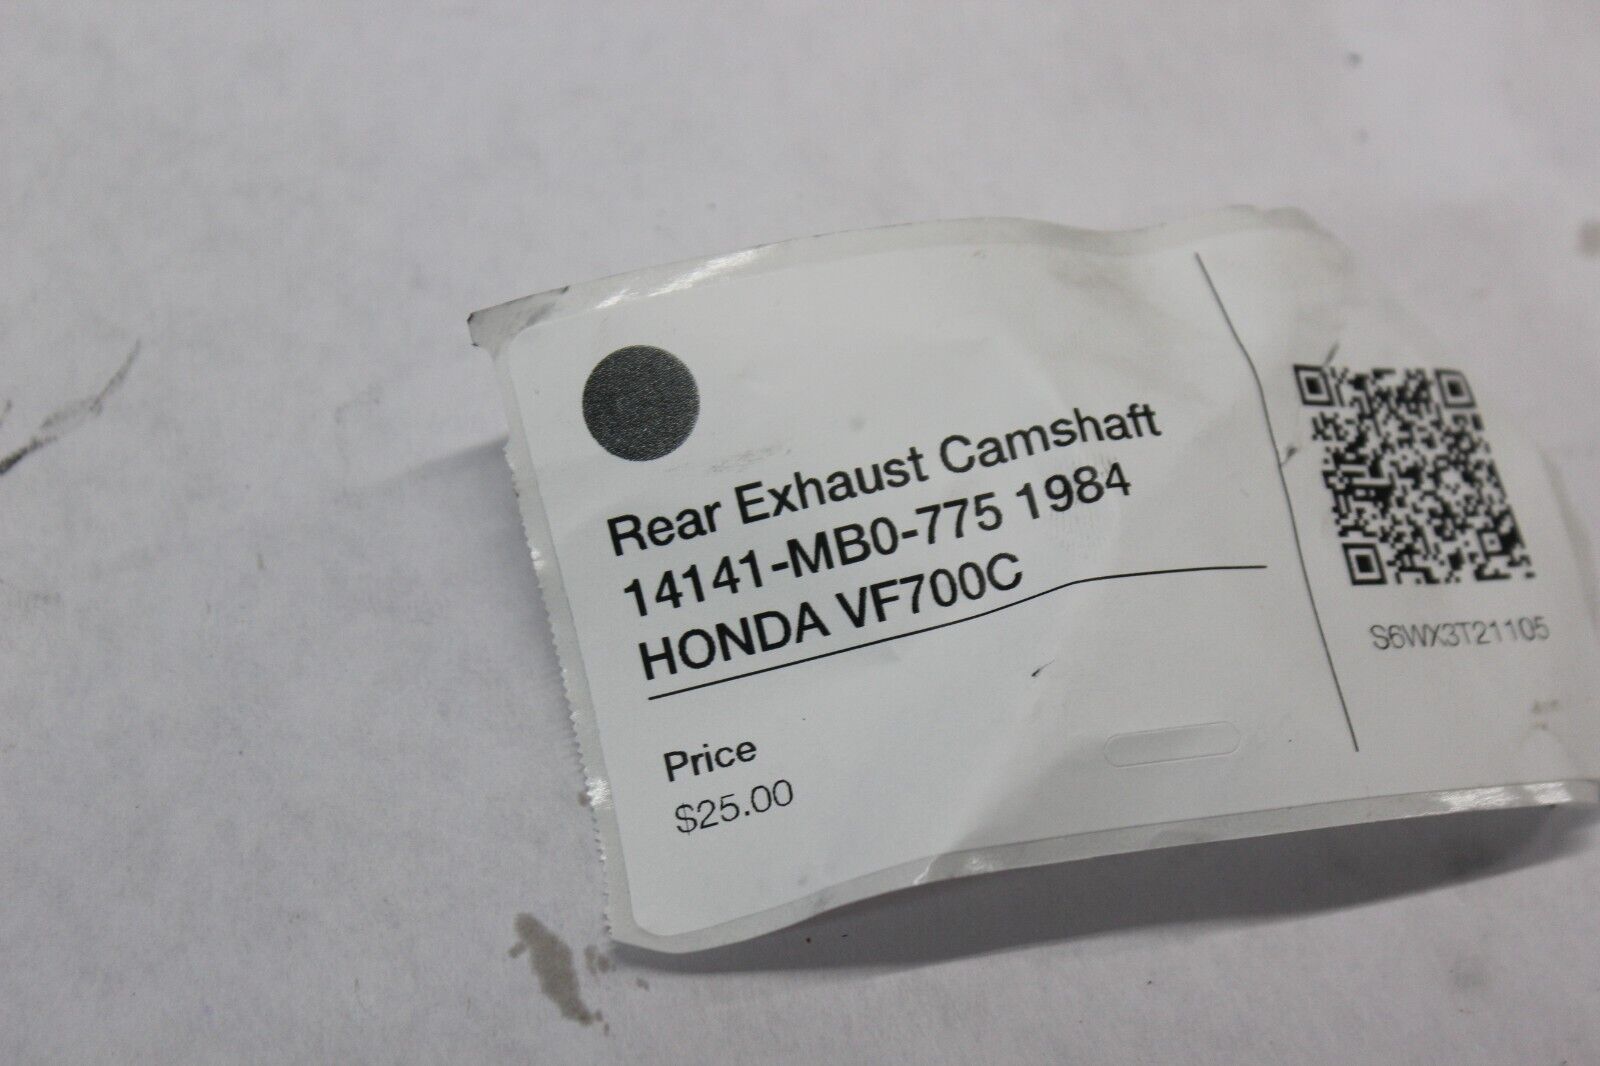 Rear Exhaust Camshaft
14141-MB0-775 1984
HONDA VF700C
Price
$25.00
S6WX3T21105